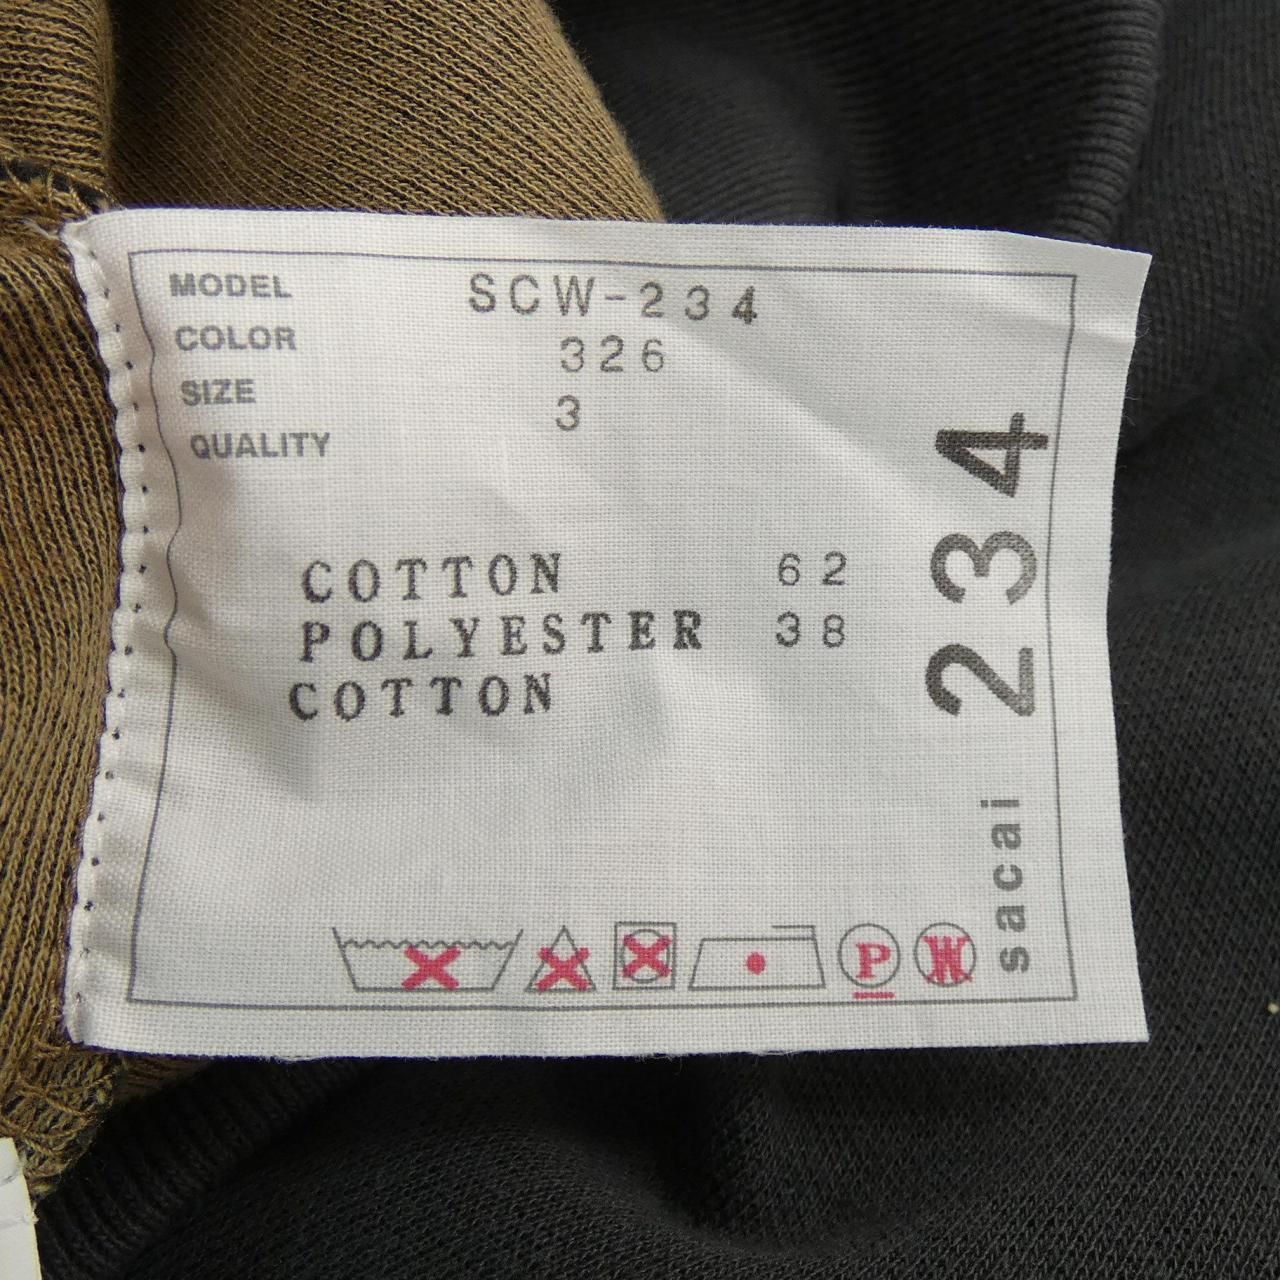 MODEL SCW-234
COLOR 326
SIZE 3
QUALITY
COTTON 62
POLYESTER 38
COTTON
P W
sacai 234